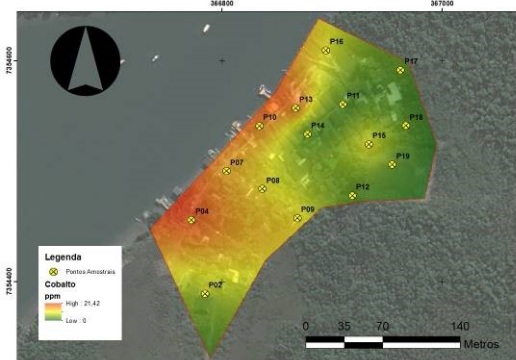 366800
367000
7354600
7354400
P16
P17
P13
P11
P10
P18
P14
P15
P07
P19
P08
P12
P04
P09
P02
Legenda
Pontos Amostrais
Cobalto
ppm
High : 21,42
Low : 0
0 35 70 140
Metros